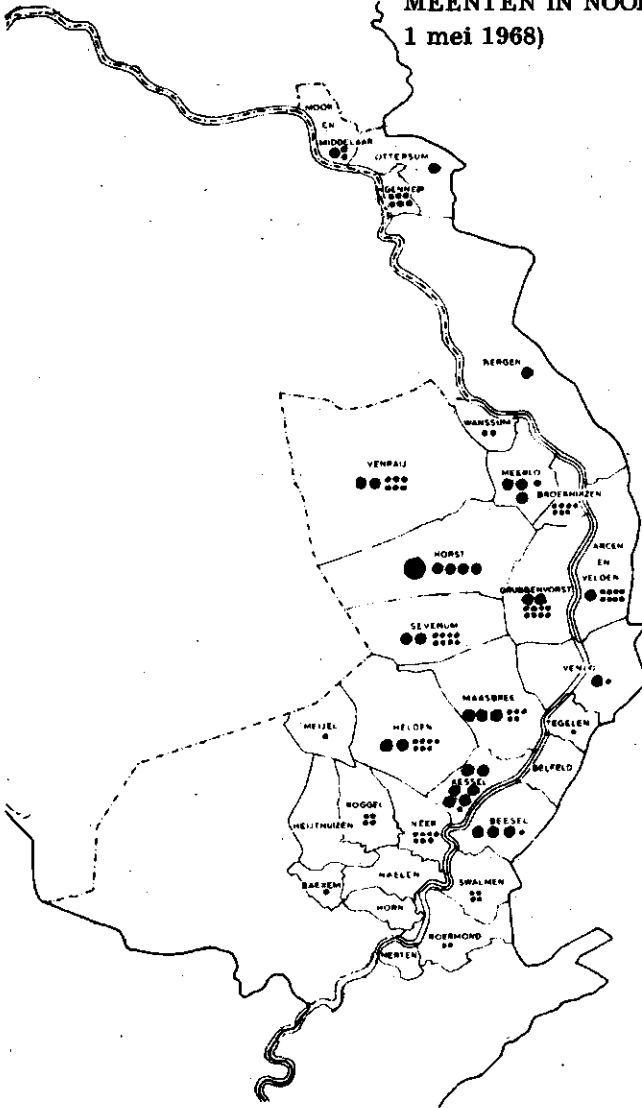 MEENTEN IN NOOR
1 mei 1968)
MOOK
EN
MIDDELAAR
OTTERSUM
GENNEP
BERGEN
WANSSUM
VENRAIJ
MEERLO
BROEKHUIZEN
HORST
ARCEN
EN
VELDEN
GRUBBENVORST
SEVENUM
VENLO
MAASBREE
MEIJEL
HELDEN
TEGELEN
KESSEL
BELFELD
ROGGEL
HEIJTHUIZEN
NEER
BEESEL
HAELEN
BAEXEM
SWALMEN
HORN
ROERMOND
HERTEN